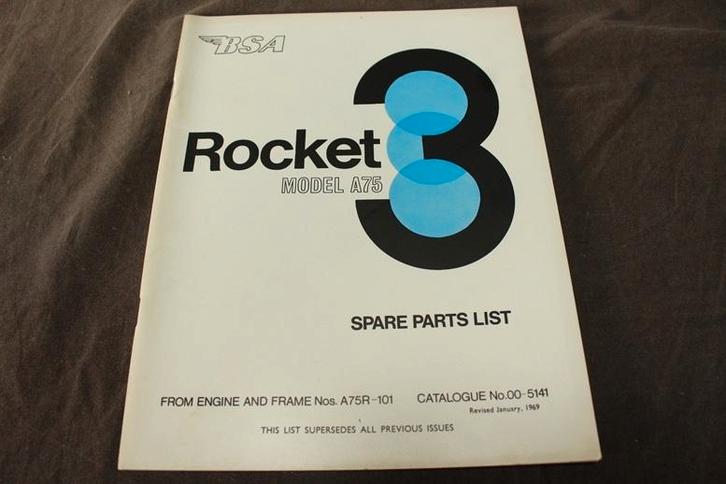 BSA
Rocket 3
MODEL A75
SPARE PARTS LIST
FROM ENGINE AND FRAME Nos. A75R-101 CATALOGUE No.00-5141
Revised January, 1969
THIS LIST SUPERSEDES ALL PREVIOUS ISSUES